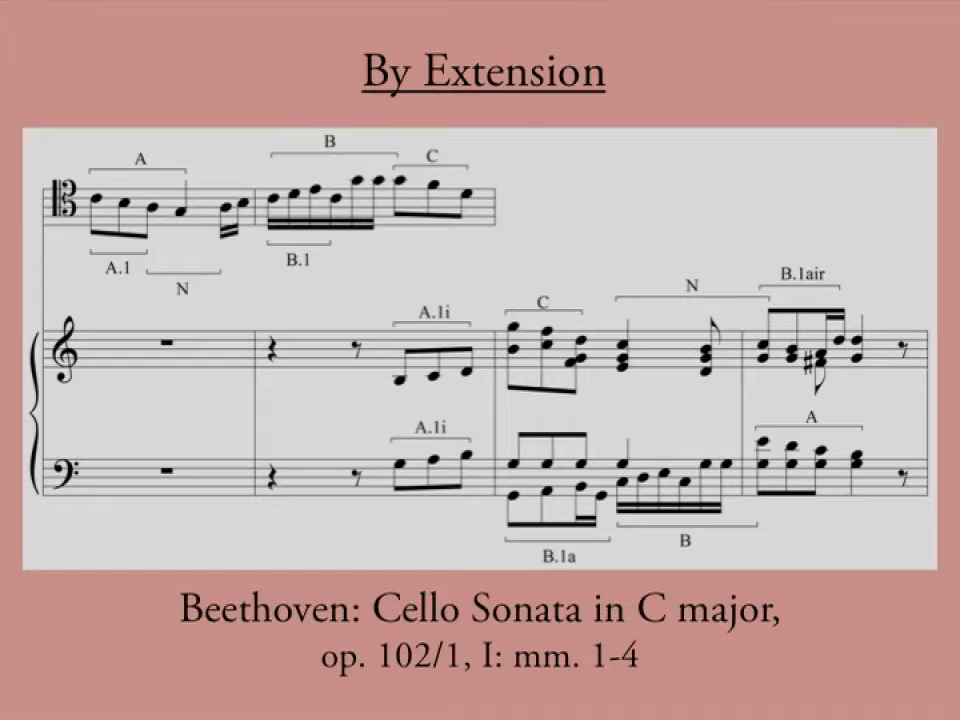 By Extension
B
A
C
A.1
B.1
N
N
B.1air
A.1i
C
A.1i
A
B.1a
B
Beethoven: Cello Sonata in C major,
op. 102/1, I: mm. 1-4